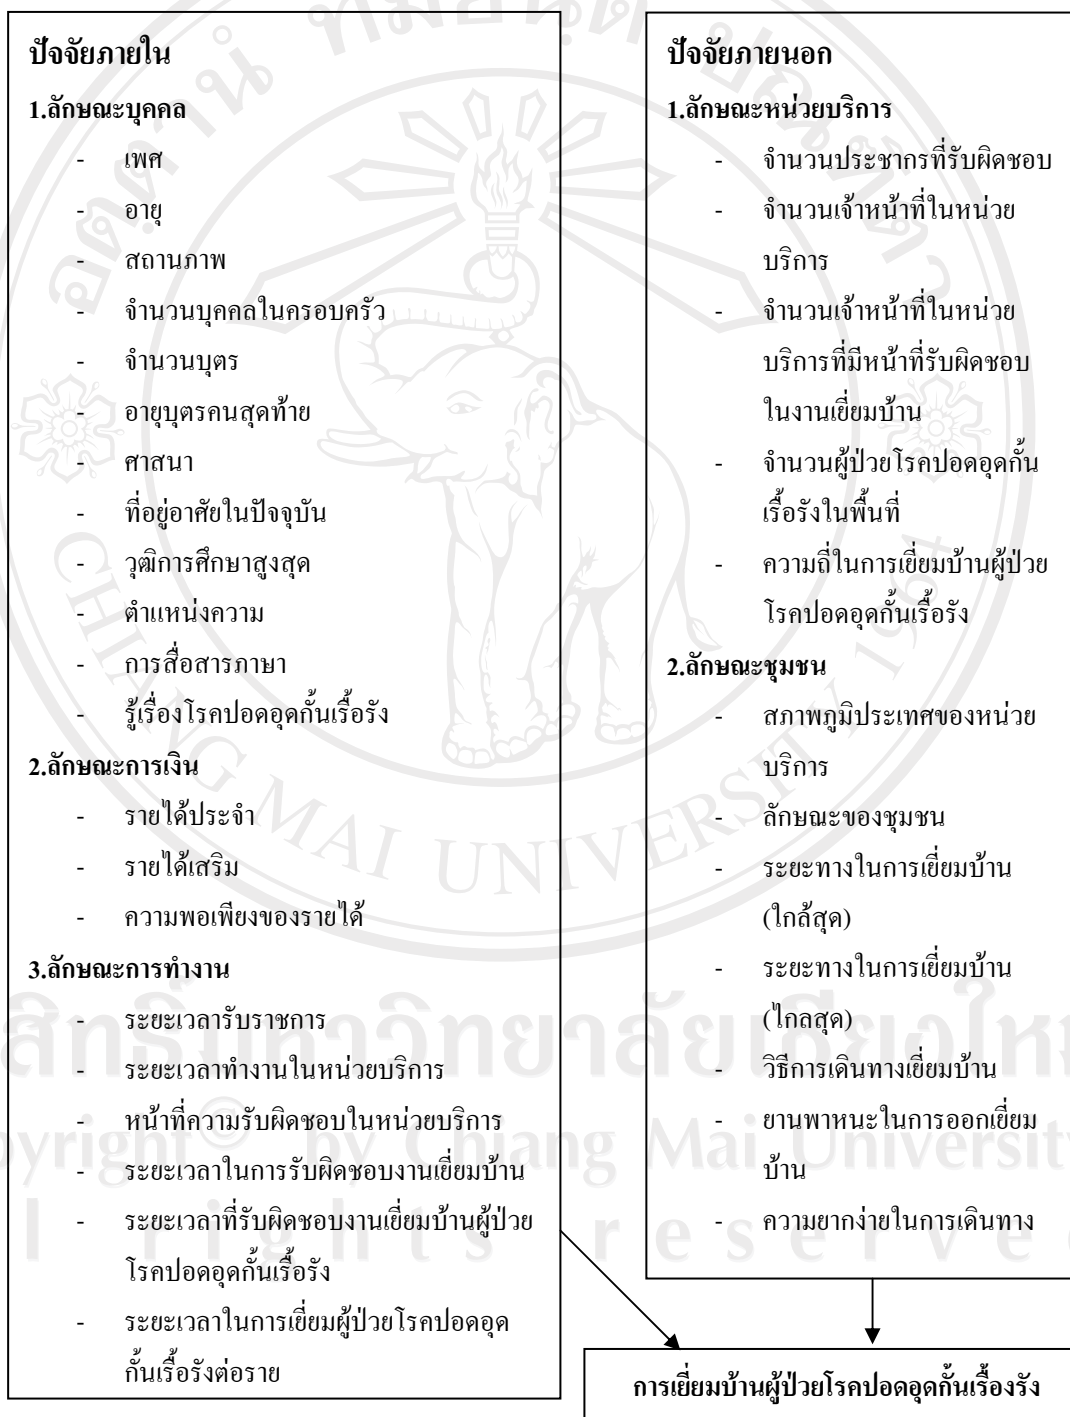 ปัจจัยภายใน
1.ลักษณะบุคคล
- เพศ
- อายุ
- สถานภาพ
- จำนวนบุคคลในครอบครัว
- จำนวนบุตร
- อายุบุตรคนสุดท้าย
- ศาสนา
- ที่อยู่อาศัยในปัจจุบัน
- วุฒิการศึกษาสูงสุด
- ตำแหน่งความ
- การสื่อสารภาษา
- รู้เรื่องโรคปอดอุดกั้นเรื้อรัง
2.ลักษณะการเงิน
- รายได้ประจำ
- รายได้เสริม
- ความพอเพียงของรายได้
3.ลักษณะการทำงาน
- ระยะเวลารับราชการ
- ระยะเวลาทำงานในหน่วยบริการ
- หน้าที่ความรับผิดชอบในหน่วยบริการ
- ระยะเวลาในการรับผิดชอบงานเยี่ยมบ้าน
- ระยะเวลาที่รับผิดชอบงานเยี่ยมบ้านผู้ป่วย
โรคปอดอุดกั้นเรื้อรัง
- ระยะเวลาในการเยี่ยมผู้ป่วยโรคปอดอุด
กั้นเรื้อรังต่อราย
ปัจจัยภายนอก
1.ลักษณะหน่วยบริการ
- จำนวนประชากรที่รับผิดชอบ
- จำนวนเจ้าหน้าที่ในหน่วย
บริการ
- จำนวนเจ้าหน้าที่ในหน่วย
บริการที่มีหน้าที่รับผิดชอบ
ในงานเยี่ยมบ้าน
- จำนวนผู้ป่วยโรคปอดอุดกั้น
เรื้อรังในพื้นที่
- ความถี่ในการเยี่ยมบ้านผู้ป่วย
โรคปอดอุดกั้นเรื้อรัง
2.ลักษณะชุมชน
- สภาพภูมิประเทศของหน่วย
บริการ
- ลักษณะของชุมชน
- ระยะทางในการเยี่ยมบ้าน
(ใกล้สุด)
- ระยะทางในการเยี่ยมบ้าน
(ไกลสุด)
- วิธีการเดินทางเยี่ยมบ้าน
- ยานพาหนะในการออกเยี่ยม
บ้าน
- ความยากง่ายในการเดินทาง
การเยี่ยมบ้านผู้ป่วยโรคปอดอุดกั้นเรื้องรัง
CHIANG MAI UNIVERSITY 1964
by Chiang Mai University
rights